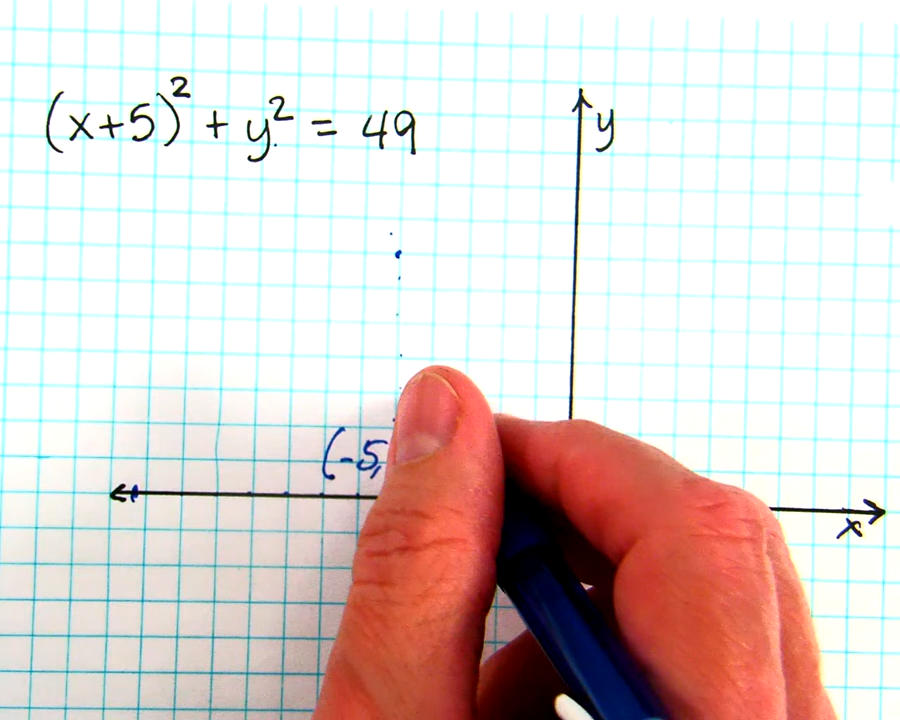 (x+5)² + y² = 49
y
(-5,
x